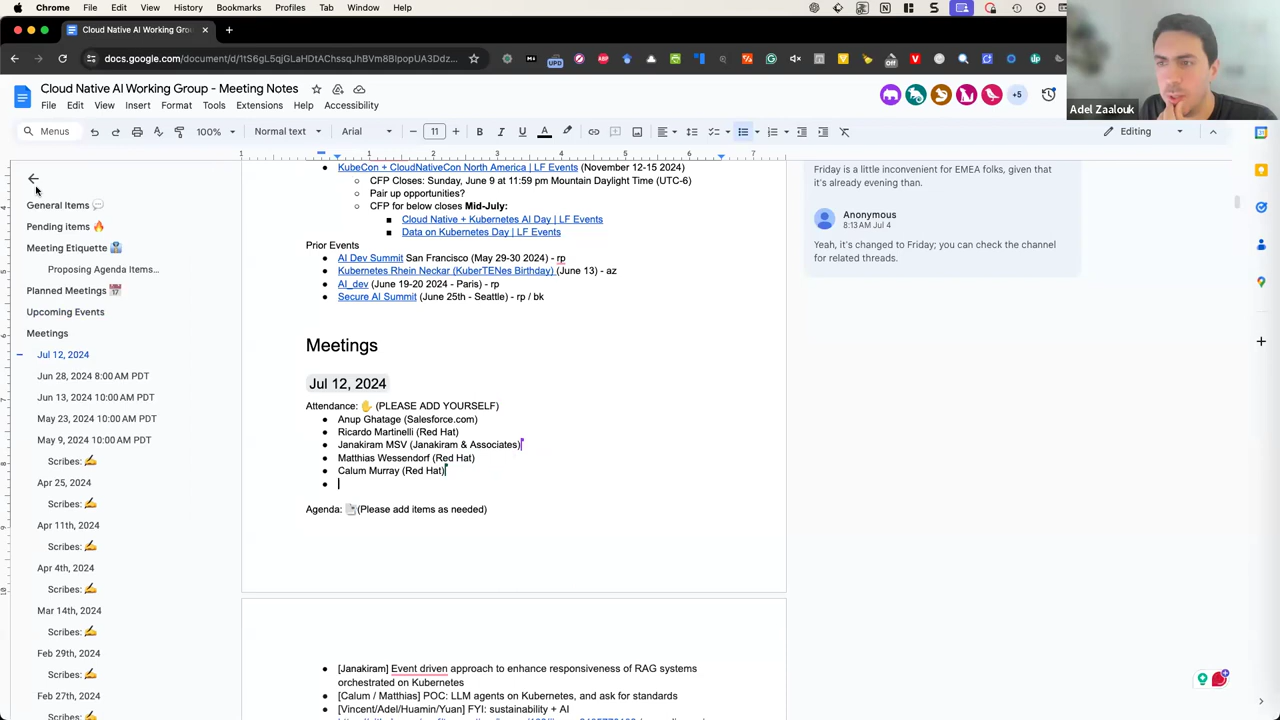 Chrome File Edit View History Bookmarks Profiles Tab Window Help
Cloud Native AI Working Gro
docs.google.com/document/d/1tS6gL5qjGLaHDtAChssqJhBVm8BlpopUA3Ddz...
Cloud Native AI Working Group - Meeting Notes
File Edit View Insert Format Tools Extensions Help Accessibility
+5
Adel Zaalouk
Menus 100% Normal text Arial 11 Editing
1 1 2 3 4 5 6 7
KubeCon + CloudNativeCon North America | LF Events (November 12-15 2024)
CFP Closes: Sunday, June 9 at 11:59 pm Mountain Daylight Time (UTC-6)
Pair up opportunities?
CFP for below closes Mid-July:
Cloud Native + Kubernetes AI Day | LF Events
Data on Kubernetes Day | LF Events
Prior Events
AI Dev Summit San Francisco (May 29-30 2024) - rp
Kubernetes Rhein Neckar (KuberTENes Birthday) (June 13) - az
AI_dev (June 19-20 2024 - Paris) - rp
Secure AI Summit (June 25th - Seattle) - rp / bk
Meetings
Jul 12, 2024
Attendance: ✋ (PLEASE ADD YOURSELF)
Anup Ghatage (Salesforce.com)
Ricardo Martinelli (Red Hat)
Janakiram MSV (Janakiram & Associates)
Matthias Wessendorf (Red Hat)
Calum Murray (Red Hat)
Agenda: (Please add items as needed)
[Janakiram] Event driven approach to enhance responsiveness of RAG systems
orchestrated on Kubernetes
[Calum / Matthias] POC: LLM agents on Kubernetes, and ask for standards
[Vincent/Adel/Huamin/Yuan] FYI: sustainability + AI
General Items 💬
Pending items 🔥
Meeting Etiquette
Proposing Agenda Items...
Planned Meetings 📅
Upcoming Events
Meetings
Jul 12, 2024
Jun 28, 2024 8:00 AM PDT
Jun 13, 2024 10:00 AM PDT
May 23, 2024 10:00 AM PDT
May 9, 2024 10:00 AM PDT
Scribes: ✍️
Apr 25, 2024
Scribes: ✍️
Apr 11th, 2024
Scribes: ✍️
Apr 4th, 2024
Scribes: ✍️
Mar 14th, 2024
Scribes: ✍️
Feb 29th, 2024
Scribes: ✍️
Feb 27th, 2024
Scribes: ✍️
Friday is a little inconvenient for EMEA folks, given that
it's already evening than.
Anonymous
8:13 AM Jul 4
Yeah, it's changed to Friday; you can check the channel
for related threads.